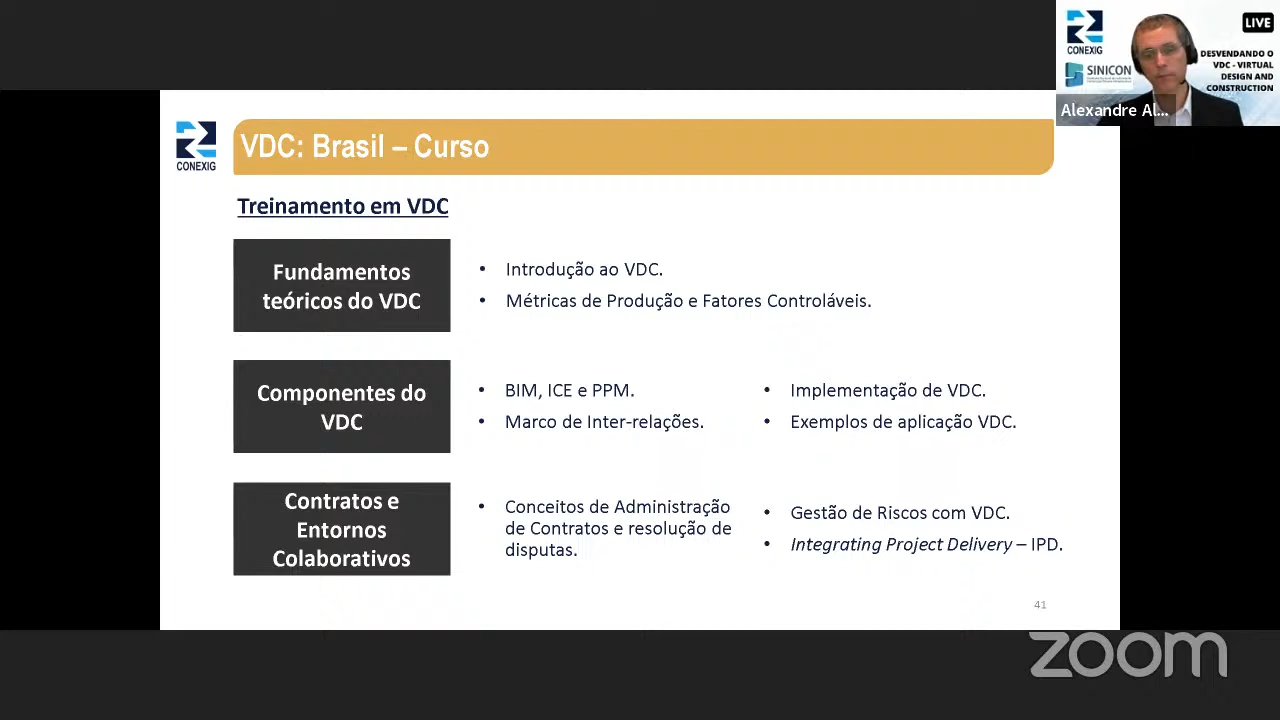 LIVE
CONEXIG
SINICON
DESVENDANDO O
VDC - VIRTUAL
DESIGN AND
CONSTRUCTION
Alexandre Al...
CONEXIG
VDC: Brasil – Curso
Treinamento em VDC
Fundamentos
teóricos do VDC
• Introdução ao VDC.
• Métricas de Produção e Fatores Controláveis.
Componentes do
VDC
• BIM, ICE e PPM.
• Marco de Inter-relações.
• Implementação de VDC.
• Exemplos de aplicação VDC.
Contratos e
Entornos
Colaborativos
• Conceitos de Administração
de Contratos e resolução de
disputas.
• Gestão de Riscos com VDC.
• Integrating Project Delivery – IPD.
41
zoom